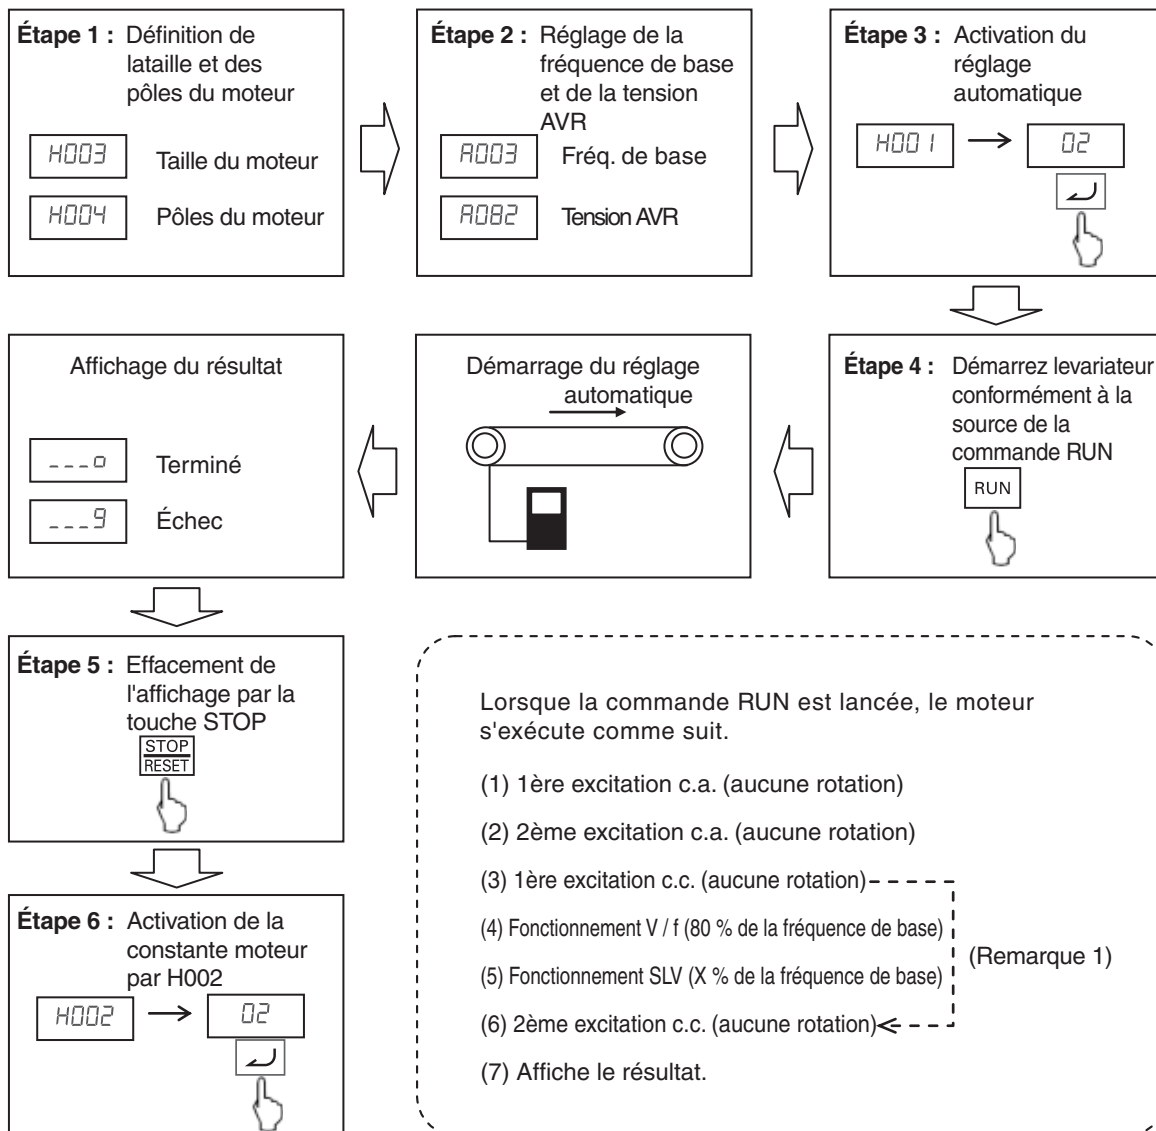 Étape 1 : Définition de
lataille et des
pôles du moteur
H003 Taille du moteur
H004 Pôles du moteur
Étape 2 : Réglage de la
fréquence de base
et de la tension
AVR
A003 Fréq. de base
A082 Tension AVR
Étape 3 : Activation du
réglage
automatique
H001 → 02
Étape 4 : Démarrez levariateur
conformément à la
source de la
commande RUN
RUN
Démarrage du réglage
automatique
Affichage du résultat
___o Terminé
___9 Échec
Étape 5 : Effacement de
l'affichage par la
touche STOP
STOP
RESET
Étape 6 : Activation de la
constante moteur
par H002
H002 → 02
Lorsque la commande RUN est lancée, le moteur
s'exécute comme suit.
(1) 1ère excitation c.a. (aucune rotation)
(2) 2ème excitation c.a. (aucune rotation)
(3) 1ère excitation c.c. (aucune rotation)
(4) Fonctionnement V / f (80 % de la fréquence de base)
(5) Fonctionnement SLV (X % de la fréquence de base)
(Remarque 1)
(6) 2ème excitation c.c. (aucune rotation)
(7) Affiche le résultat.